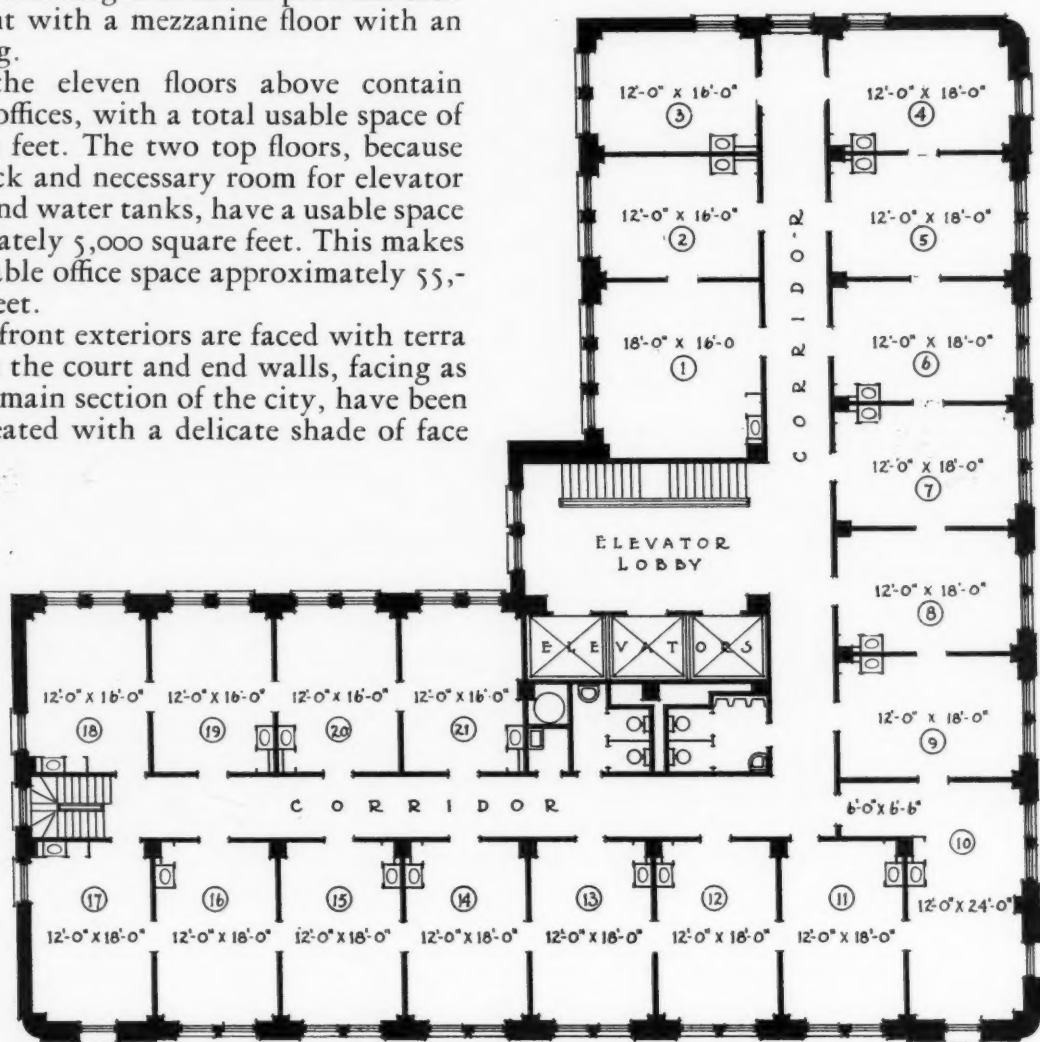 nt with a mezzanine floor with an
g.
the eleven floors above contain
offices, with a total usable space of
feet. The two top floors, because
ck and necessary room for elevator
nd water tanks, have a usable space
ately 5,000 square feet. This makes
able office space approximately 55,-
eet.
front exteriors are faced with terra
the court and end walls, facing as
main section of the city, have been
eated with a delicate shade of face
12'-0" x 16'-0"
3
12'-0" x 18'-0"
4
12'-0" x 16'-0"
2
12'-0" x 18'-0"
5
18'-0" x 16'-0
1
12'-0" x 18'-0"
6
CORRIDOR
12'-0" x 18'-0"
7
ELEVATOR
LOBBY
12'-0" x 18'-0"
8
ELEVATORS
12'-0" x 16'-0"
18
12'-0" x 16'-0"
19
12'-0" x 16'-0"
20
12'-0" x 16'-0"
21
12'-0" x 18'-0"
9
CORRIDOR
6'-0" x 6'-6"
10
12'-0" x 24'-0"
17
12'-0" x 18'-0"
16
12'-0" x 18'-0"
15
12'-0" x 18'-0"
14
12'-0" x 18'-0"
13
12'-0" x 18'-0"
12
12'-0" x 18'-0"
11
12'-0" x 18'-0"